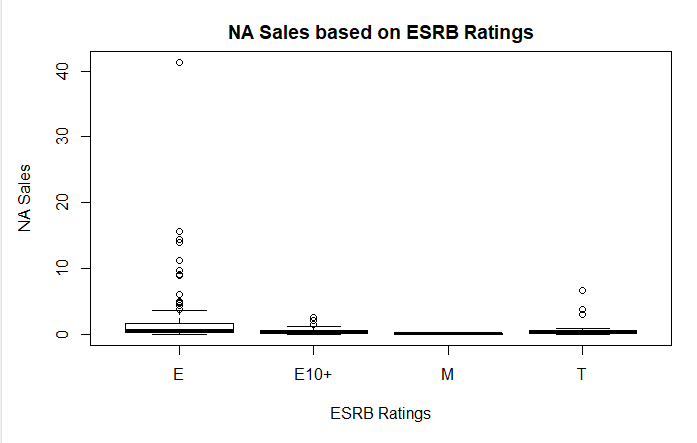 NA Sales based on ESRB Ratings
40
30
20
10
0
NA Sales
E E10+ M T
ESRB Ratings